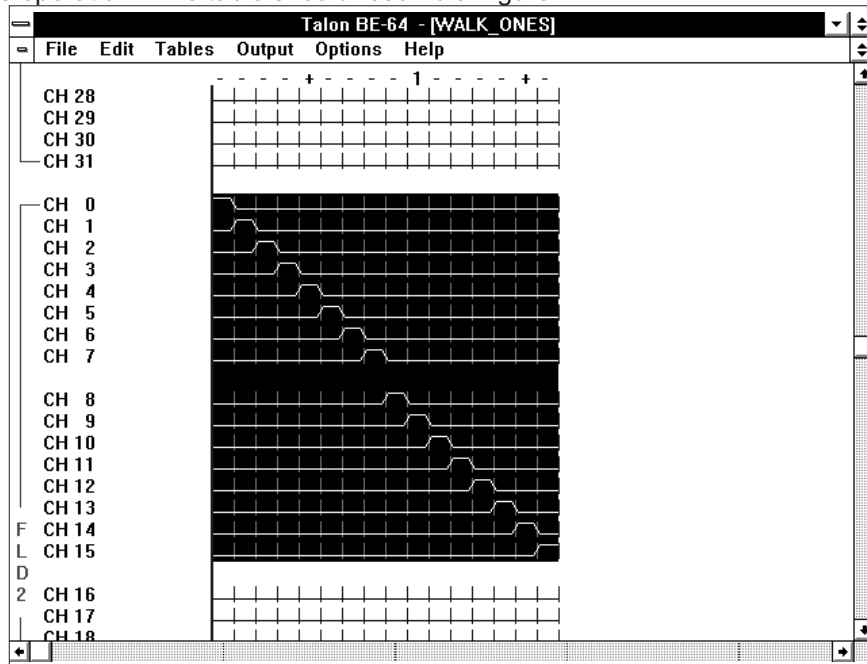 Talon BE-64 - [WALK_ONES]
File Edit Tables Output Options Help
- - - - + - - - - 1 - - - - + -
CH 28
CH 29
CH 30
CH 31
CH 0
CH 1
CH 2
CH 3
CH 4
CH 5
CH 6
CH 7
CH 8
CH 9
CH 10
CH 11
CH 12
CH 13
F CH 14
L CH 15
D
2 CH 16
CH 17
CH 18